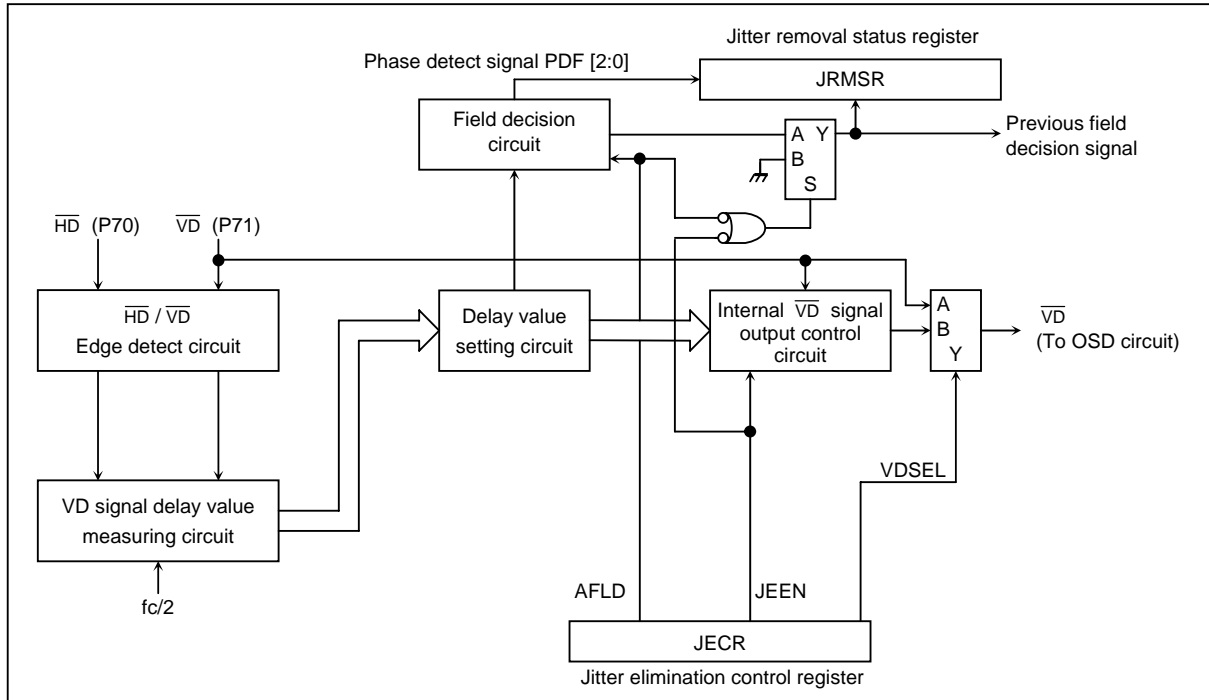 Jitter removal status register
Phase detect signal PDF [2:0]
JRMSR
Field decision
circuit
A Y
B
S
Previous field
decision signal
HD (P70)
VD (P71)
HD / VD
Edge detect circuit
Delay value
setting circuit
Internal VD signal
output control
circuit
A
B
Y
VD
(To OSD circuit)
VDSEL
VD signal delay value
measuring circuit
fc/2
AFLD
JEEN
JECR
Jitter elimination control register